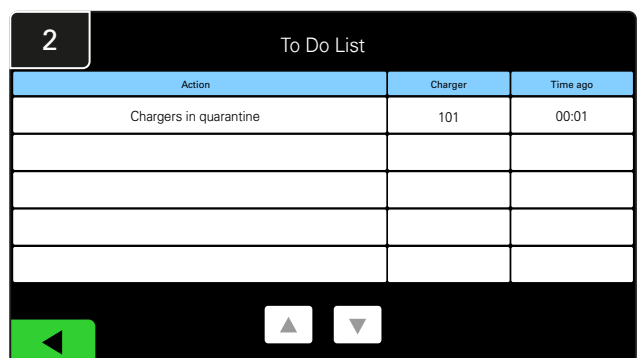 2
To Do List
Action Charger Time ago
Chargers in quarantine 101 00:01